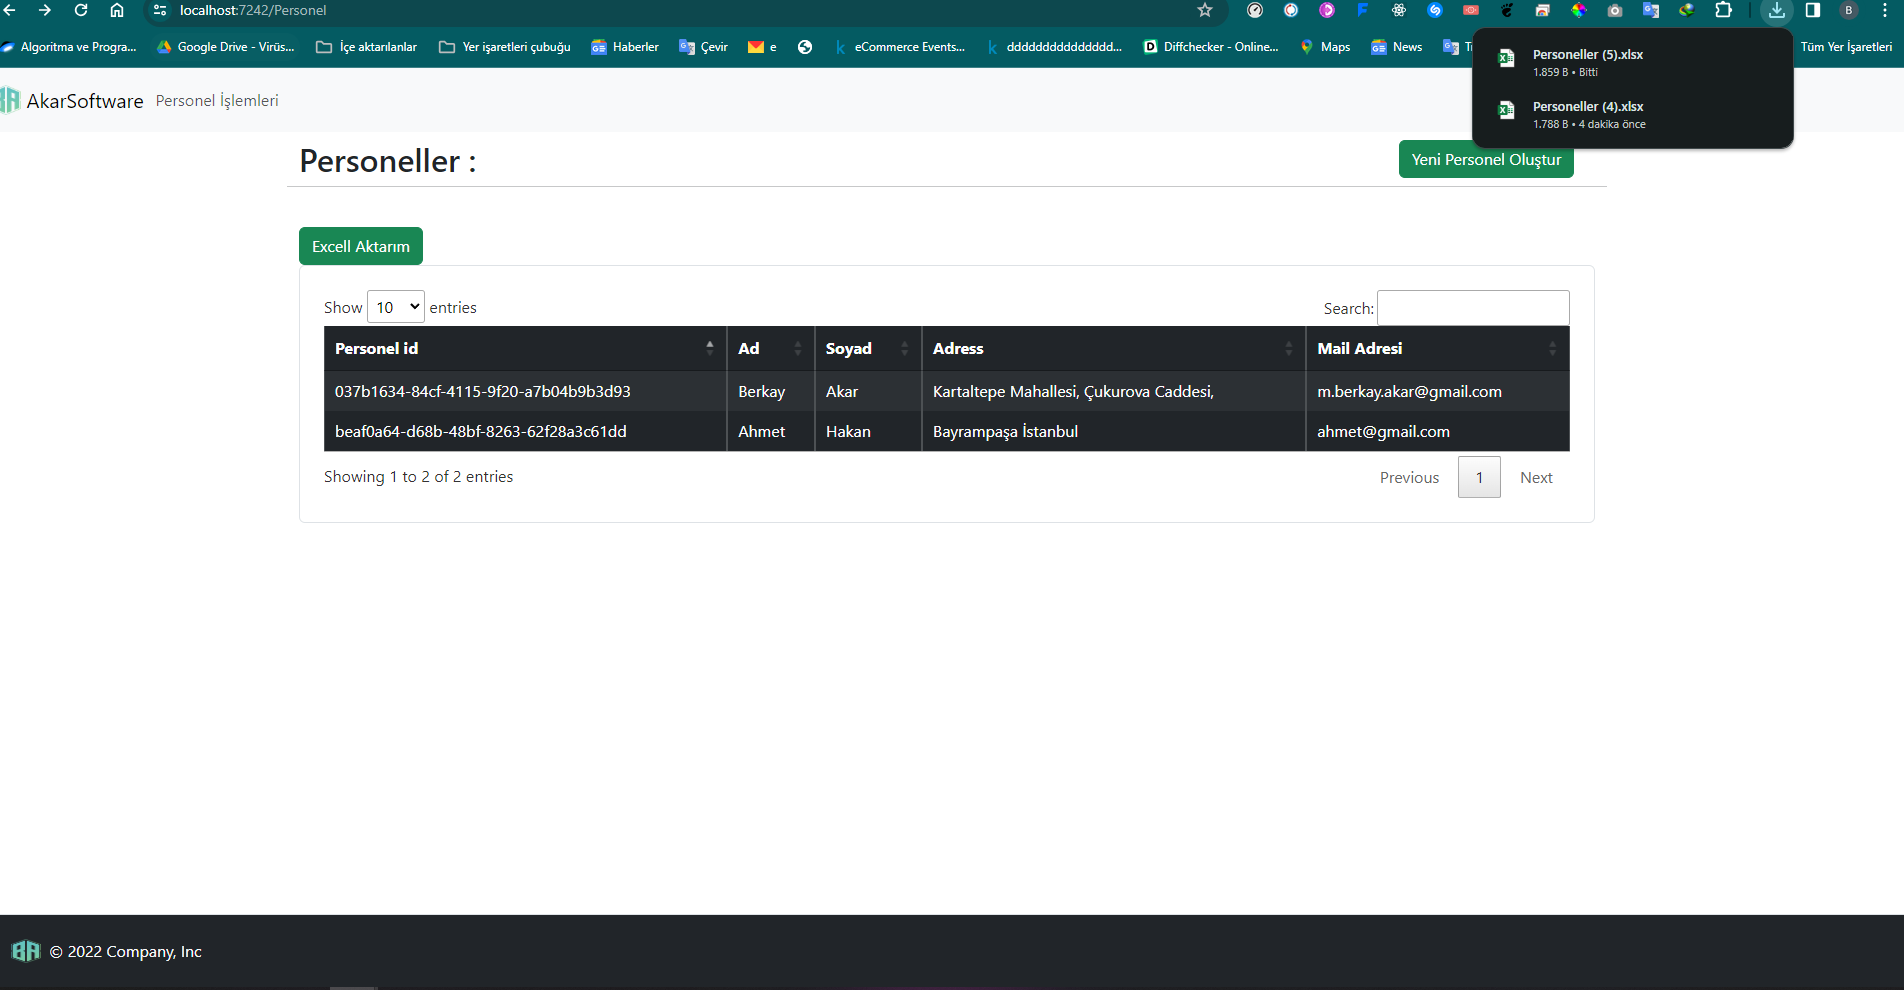 localhost:7242/Personel
Algoritma ve Progra... Google Drive - Virüs... İçe aktarılanlar Yer işaretleri çubuğu Haberler Çevir e eCommerce Events... ddddddddddddddd... Diffchecker - Online... Maps News Tüm Yer İşaretleri
Personeller (5).xlsx
1.859 B • Bitti
Personeller (4).xlsx
1.788 B • 4 dakika önce
AkarSoftware Personel İşlemleri
Personeller :
Yeni Personel Oluştur
Excell Aktarım
Show 10 entries
Search:
Personel id Ad Soyad Adress Mail Adresi
037b1634-84cf-4115-9f20-a7b04b9b3d93 Berkay Akar Kartaltepe Mahallesi, Çukurova Caddesi, m.berkay.akar@gmail.com
beaf0a64-d68b-48bf-8263-62f28a3c61dd Ahmet Hakan Bayrampaşa İstanbul ahmet@gmail.com
Showing 1 to 2 of 2 entries
Previous 1 Next
© 2022 Company, Inc